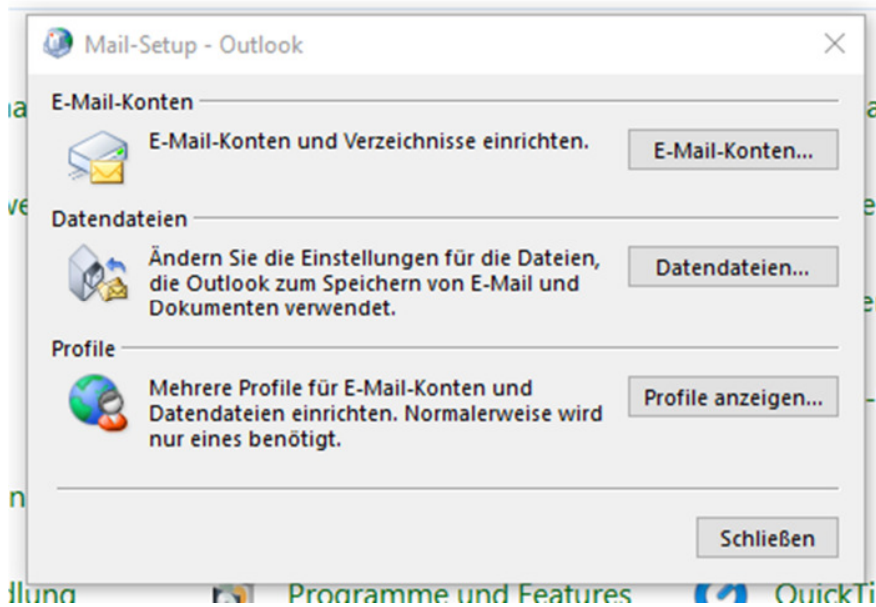 Mail-Setup - Outlook
E-Mail-Konten
E-Mail-Konten und Verzeichnisse einrichten.
E-Mail-Konten...
Datendateien
Ändern Sie die Einstellungen für die Dateien,
die Outlook zum Speichern von E-Mail und
Dokumenten verwendet.
Datendateien...
Profile
Mehrere Profile für E-Mail-Konten und
Datendateien einrichten. Normalerweise wird
nur eines benötigt.
Profile anzeigen...
Schließen
Programme und Features